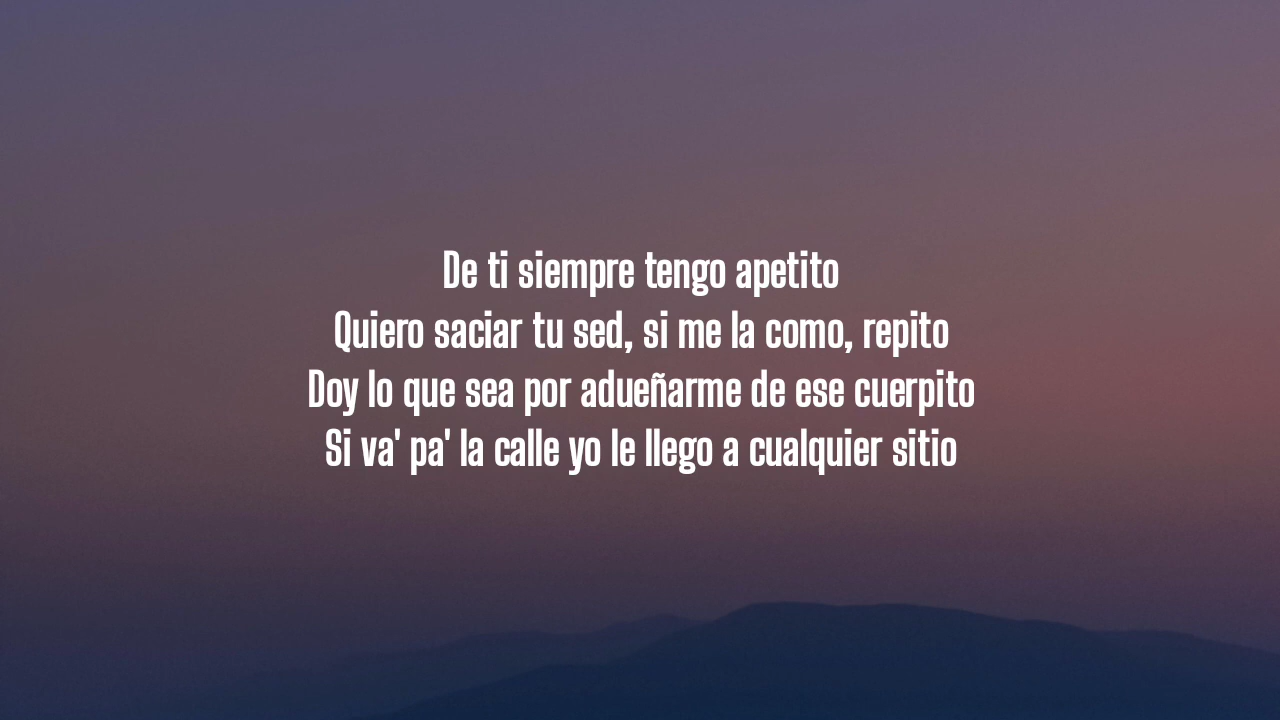 De ti siempre tengo apetito
Quiero saciar tu sed, si me la como, repito
Doy lo que sea por adueñarme de ese cuerpito
Si va' pa' la calle yo le llego a cualquier sitio